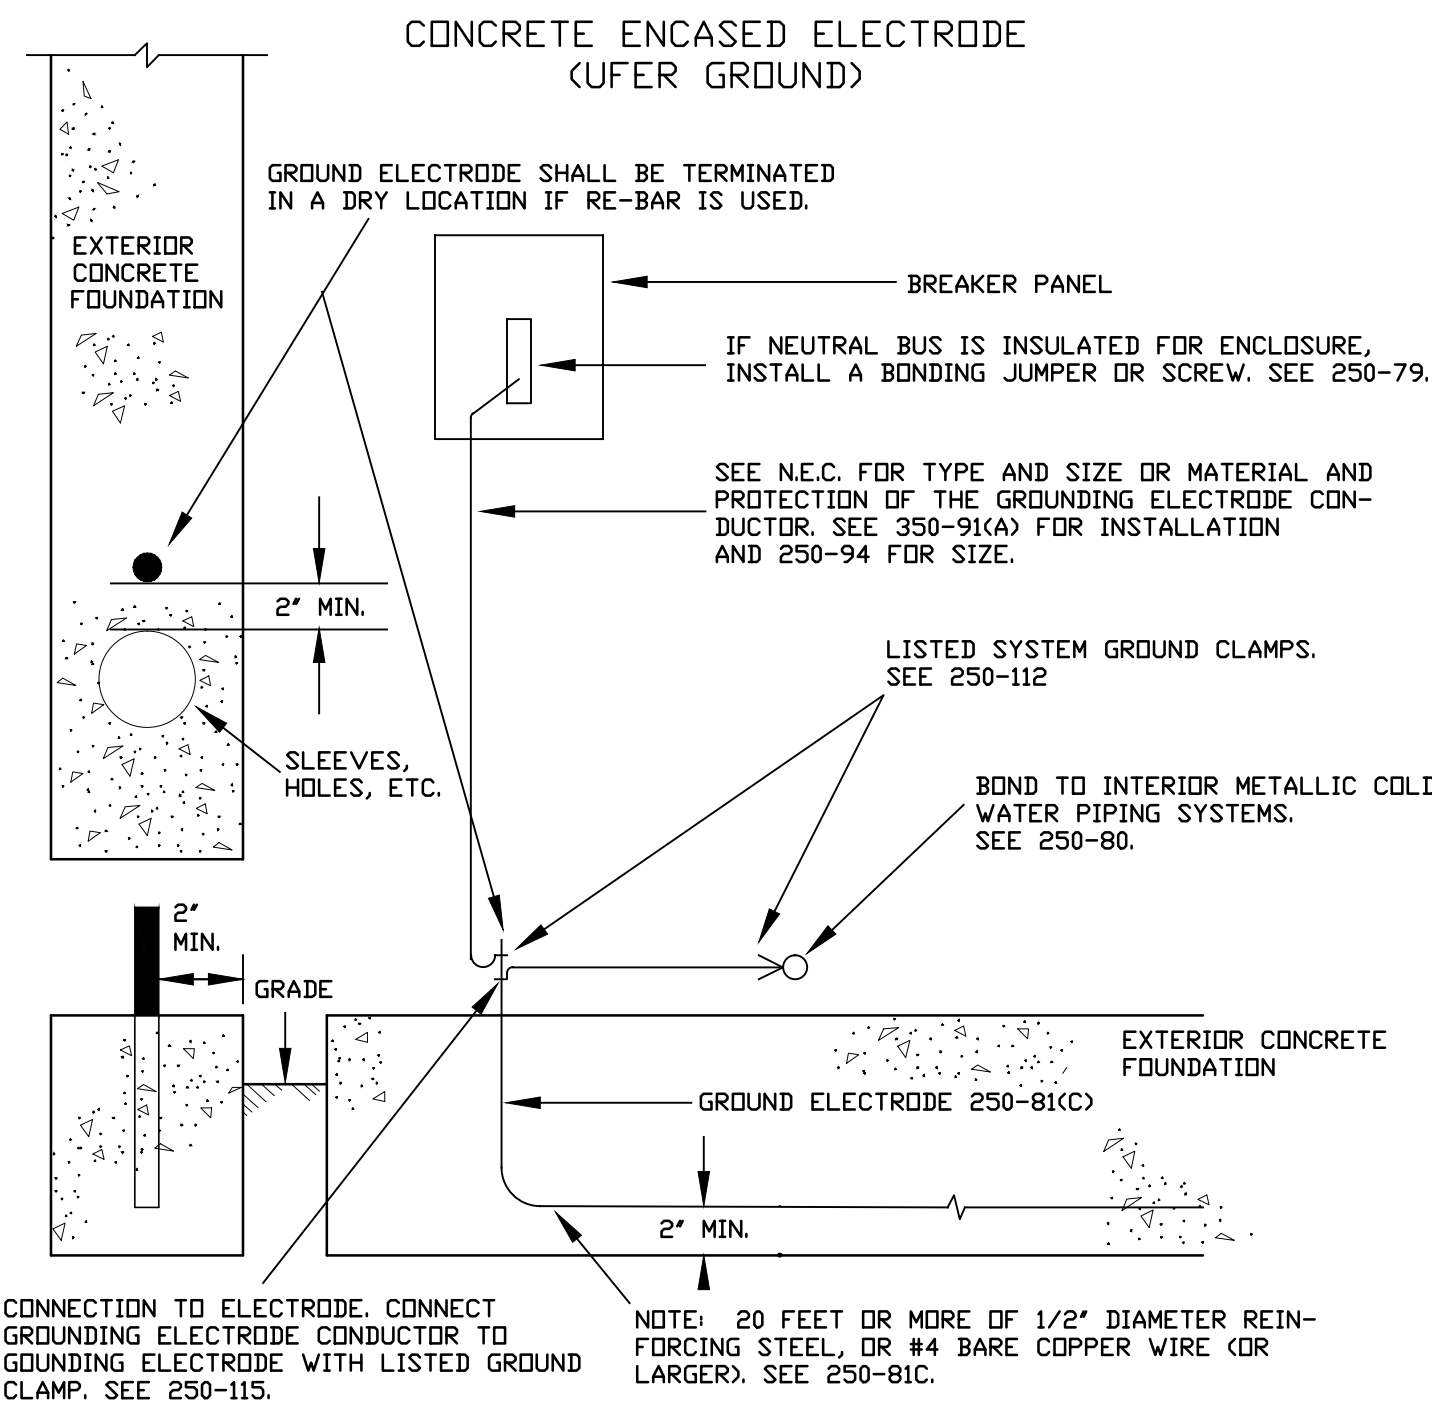 CONCRETE ENCASED ELECTRODE
(UFER GROUND)
GROUND ELECTRODE SHALL BE TERMINATED
IN A DRY LOCATION IF RE-BAR IS USED.
EXTERIOR
CONCRETE
FOUNDATION
BREAKER PANEL
IF NEUTRAL BUS IS INSULATED FOR ENCLOSURE,
INSTALL A BONDING JUMPER OR SCREW. SEE 250-79.
SEE N.E.C. FOR TYPE AND SIZE OR MATERIAL AND
PROTECTION OF THE GROUNDING ELECTRODE CON-
DUCTOR. SEE 350-91(A) FOR INSTALLATION
AND 250-94 FOR SIZE.
2" MIN.
LISTED SYSTEM GROUND CLAMPS.
SEE 250-112
SLEEVES,
HOLES, ETC.
BOND TO INTERIOR METALLIC COLD
WATER PIPING SYSTEMS.
SEE 250-80.
2"
MIN.
GRADE
EXTERIOR CONCRETE
FOUNDATION
GROUND ELECTRODE 250-81(C)
2" MIN.
CONNECTION TO ELECTRODE. CONNECT
GROUNDING ELECTRODE CONDUCTOR TO
GOUNDING ELECTRODE WITH LISTED GROUND
CLAMP. SEE 250-115.
NOTE: 20 FEET OR MORE OF 1/2" DIAMETER REIN-
FORCING STEEL, OR #4 BARE COPPER WIRE (OR
LARGER). SEE 250-81C.